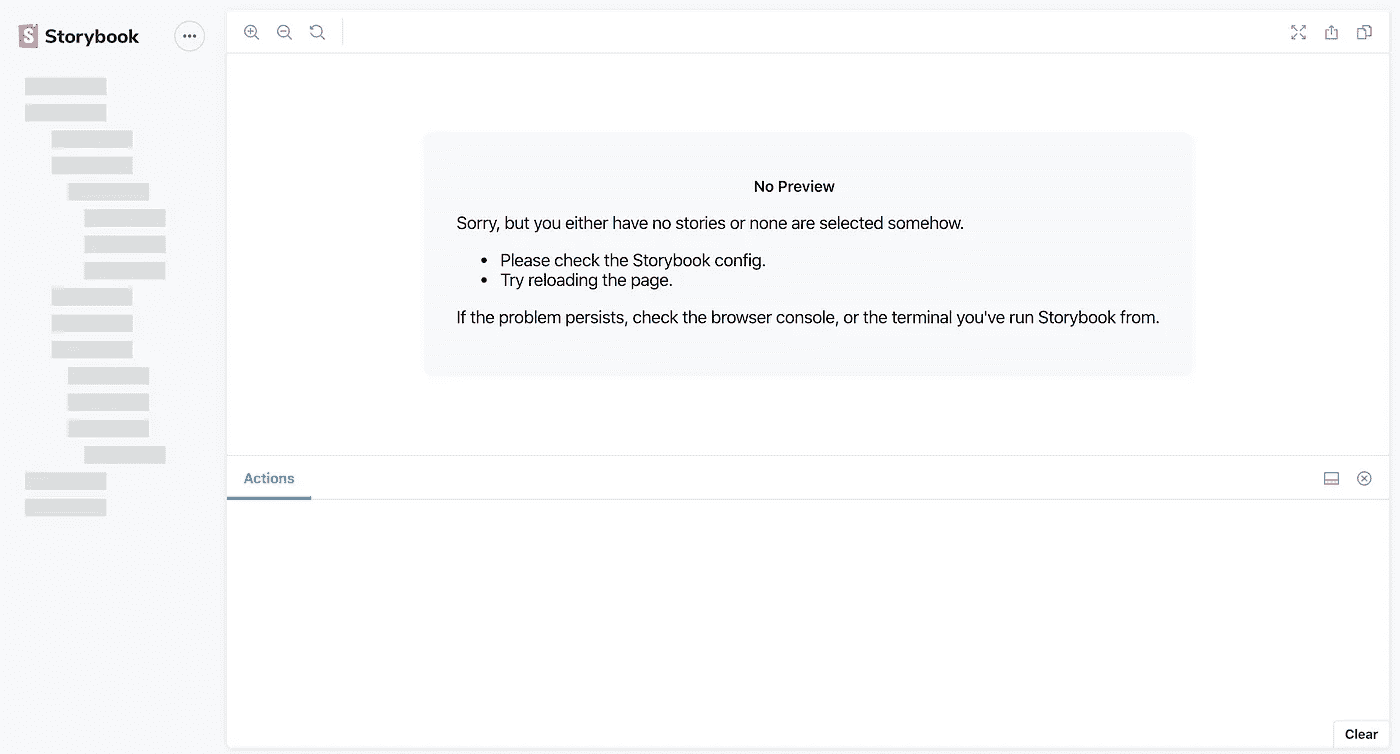 Storybook
No Preview
Sorry, but you either have no stories or none are selected somehow.
• Please check the Storybook config.
• Try reloading the page.
If the problem persists, check the browser console, or the terminal you've run Storybook from.
Actions
Clear